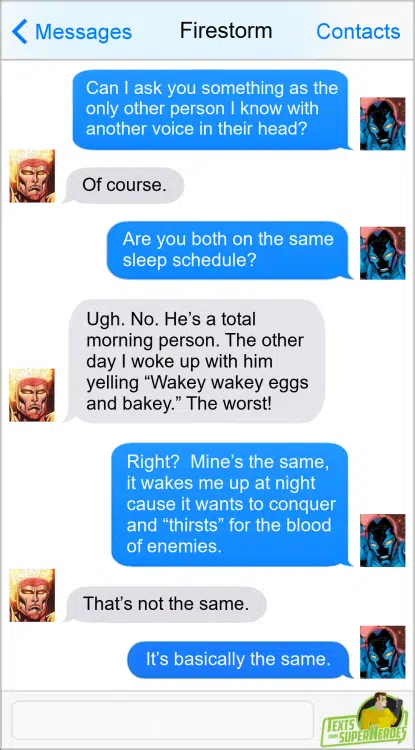 Messages
Firestorm
Contacts
Can I ask you something as the
only other person I know with
another voice in their head?
Of course.
Are you both on the same
sleep schedule?
Ugh. No. He's a total
morning person. The other
day I woke up with him
yelling “Wakey wakey eggs
and bakey.” The worst!
Right?  Mine's the same,
it wakes me up at night
cause it wants to conquer
and “thirsts” for the blood
of enemies.
That's not the same.
It's basically the same.
TEXTS
FROM SUPERHEROES